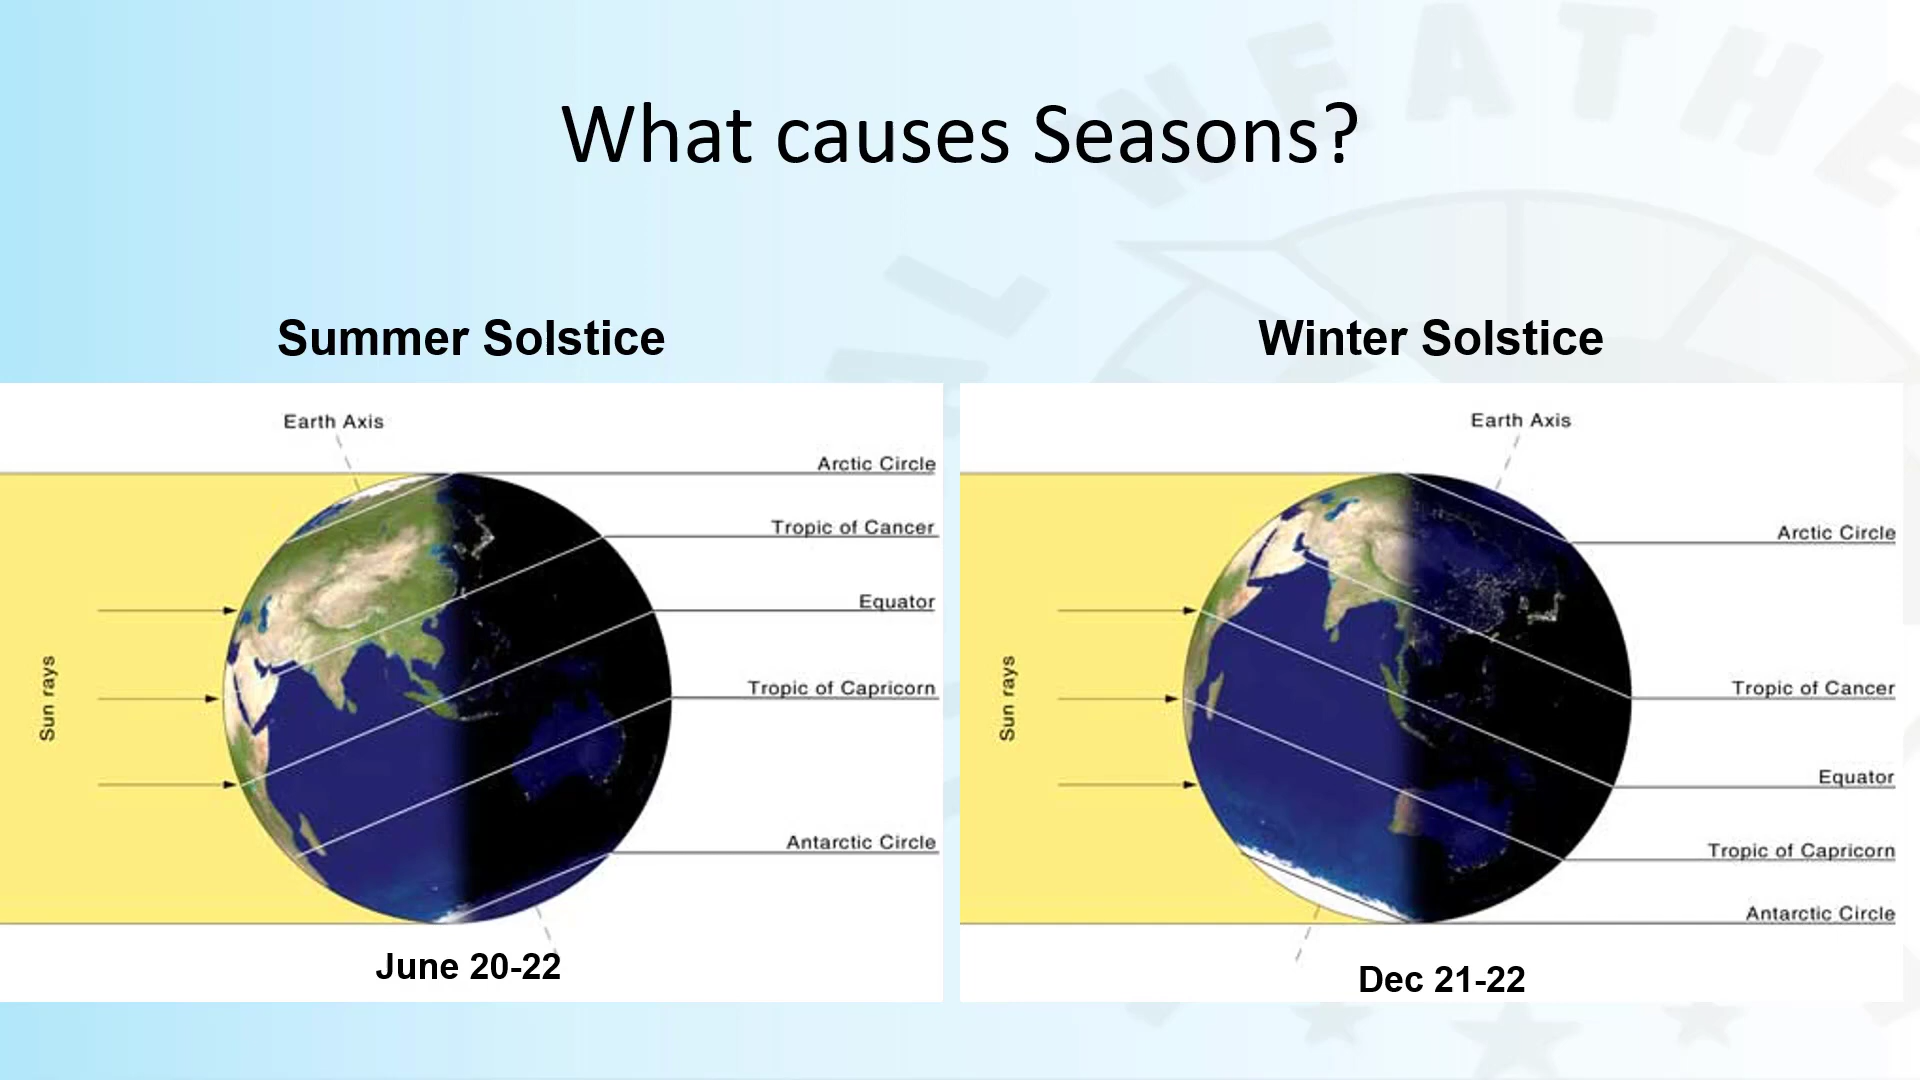 What causes Seasons?
Summer Solstice
Earth Axis
Arctic Circle
Tropic of Cancer
Equator
Tropic of Capricorn
Antarctic Circle
Sun rays
June 20-22
Winter Solstice
Earth Axis
Arctic Circle
Tropic of Cancer
Equator
Tropic of Capricorn
Antarctic Circle
Sun rays
Dec 21-22